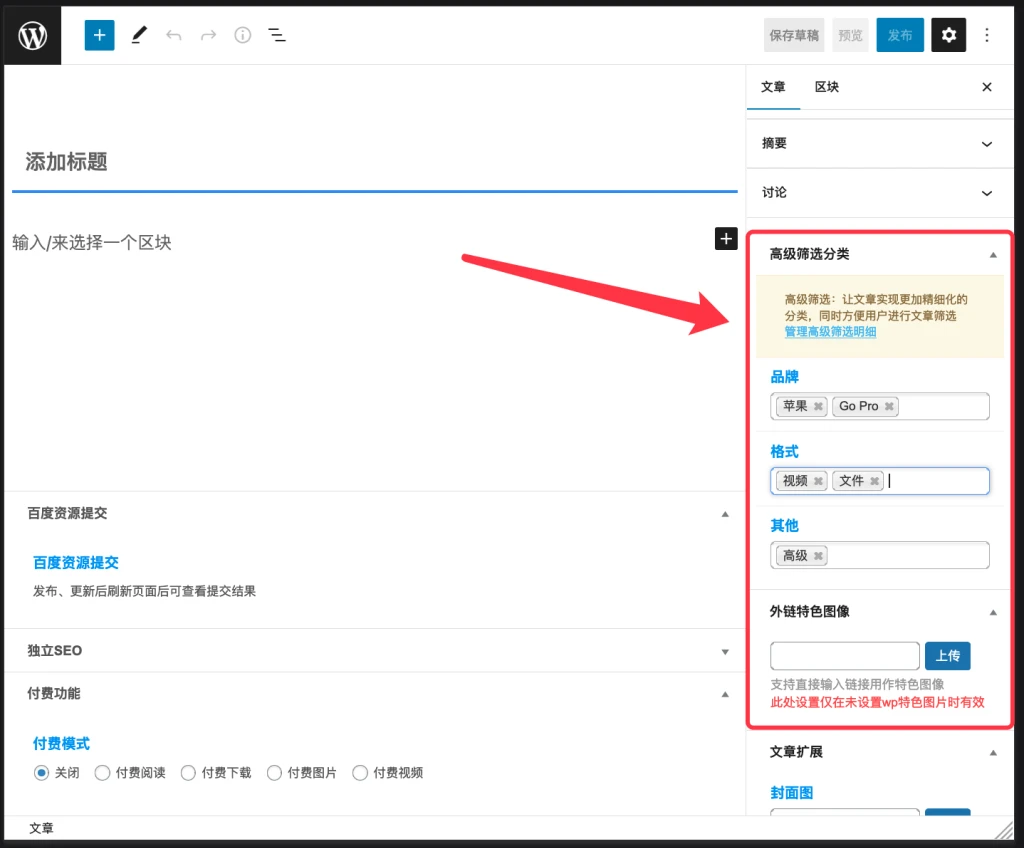 保存草稿 预览 发布
文章 区块
添加标题
输入/来选择一个区块
百度资源提交
百度资源提交
发布、更新后刷新页面后可查看提交结果
独立SEO
付费功能
付费模式
关闭 付费阅读 付费下载 付费图片 付费视频
摘要
讨论
高级筛选分类
高级筛选：让文章实现更加精细化的
分类，同时方便用户进行文章筛选
管理高级筛选明细
品牌
苹果 Go Pro
格式
视频 文件
其他
高级
外链特色图像
上传
支持直接输入链接用作特色图像
此处设置仅在未设置wp特色图片时有效
文章扩展
封面图
文章